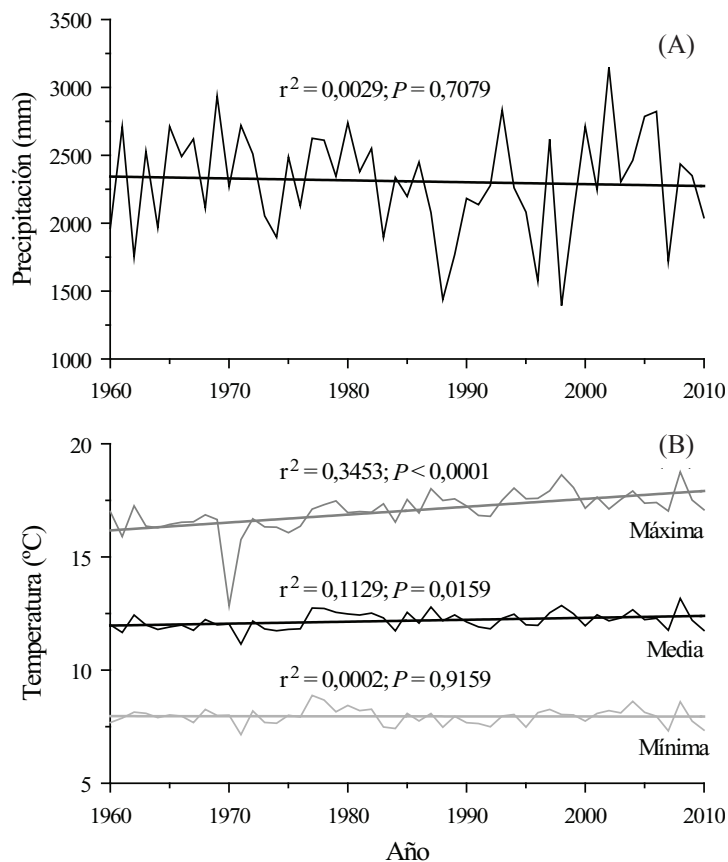 (A)
r² = 0,0029; P = 0,7079
Precipitación (mm)
3500
3000
2500
2000
1500
1000
1960 1970 1980 1990 2000 2010
(B)
r² = 0,3453; P < 0,0001
Máxima
r² = 0,1129; P = 0,0159
Media
r² = 0,0002; P = 0,9159
Mínima
Temperatura (ºC)
20
15
10
5
1960 1970 1980 1990 2000 2010
Año